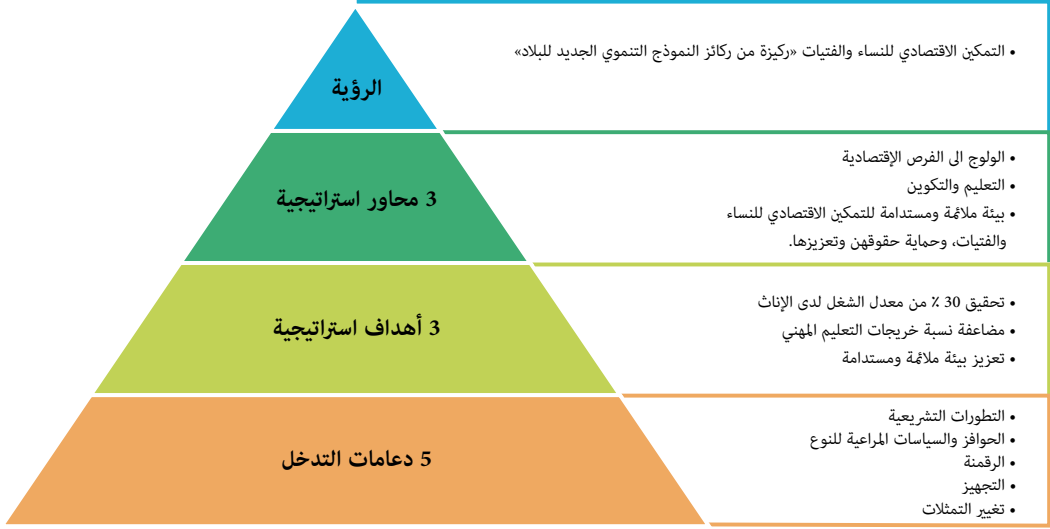 الرؤية
• التمكين الاقتصادي للنساء والفتيات «ركيزة من ركائز النموذج التنموي الجديد للبلاد»
3 محاور استراتيجية
• الولوج الى الفرص الإقتصادية
• التعليم والتكوين
• بيئة ملائمة ومستدامة للتمكين الاقتصادي للنساء
والفتيات، وحماية حقوقهن وتعزيزها.
3 أهداف استراتيجية
• تحقيق 30 ٪ من معدل الشغل لدى الإناث
• مضاعفة نسبة خريجات التعليم المهني
• تعزيز بيئة ملائمة ومستدامة
5 دعامات التدخل
• التطورات التشريعية
• الحوافز والسياسات المراعية للنوع
• الرقمنة
• التجهيز
• تغيير التمثلات